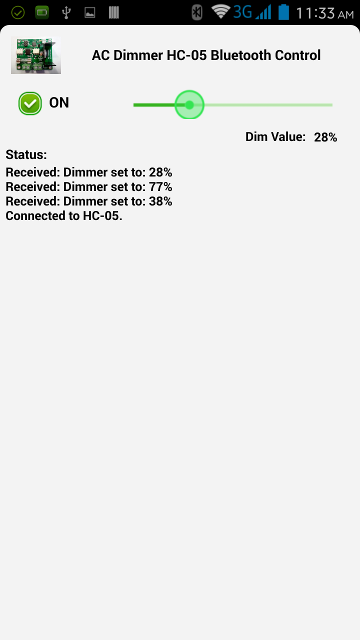 3G 11:33 AM
AC Dimmer HC-05 Bluetooth Control
ON
Dim Value: 28%
Status:
Received: Dimmer set to: 28%
Received: Dimmer set to: 77%
Received: Dimmer set to: 38%
Connected to HC-05.